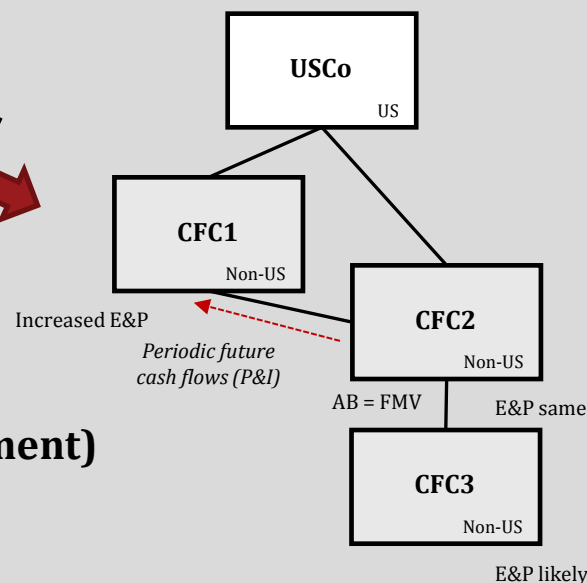 USCo
US
CFC1
Non-US
Increased E&P
Periodic future
cash flows (P&I)
CFC2
Non-US
AB = FMV
E&P same
ment)
CFC3
Non-US
E&P likely